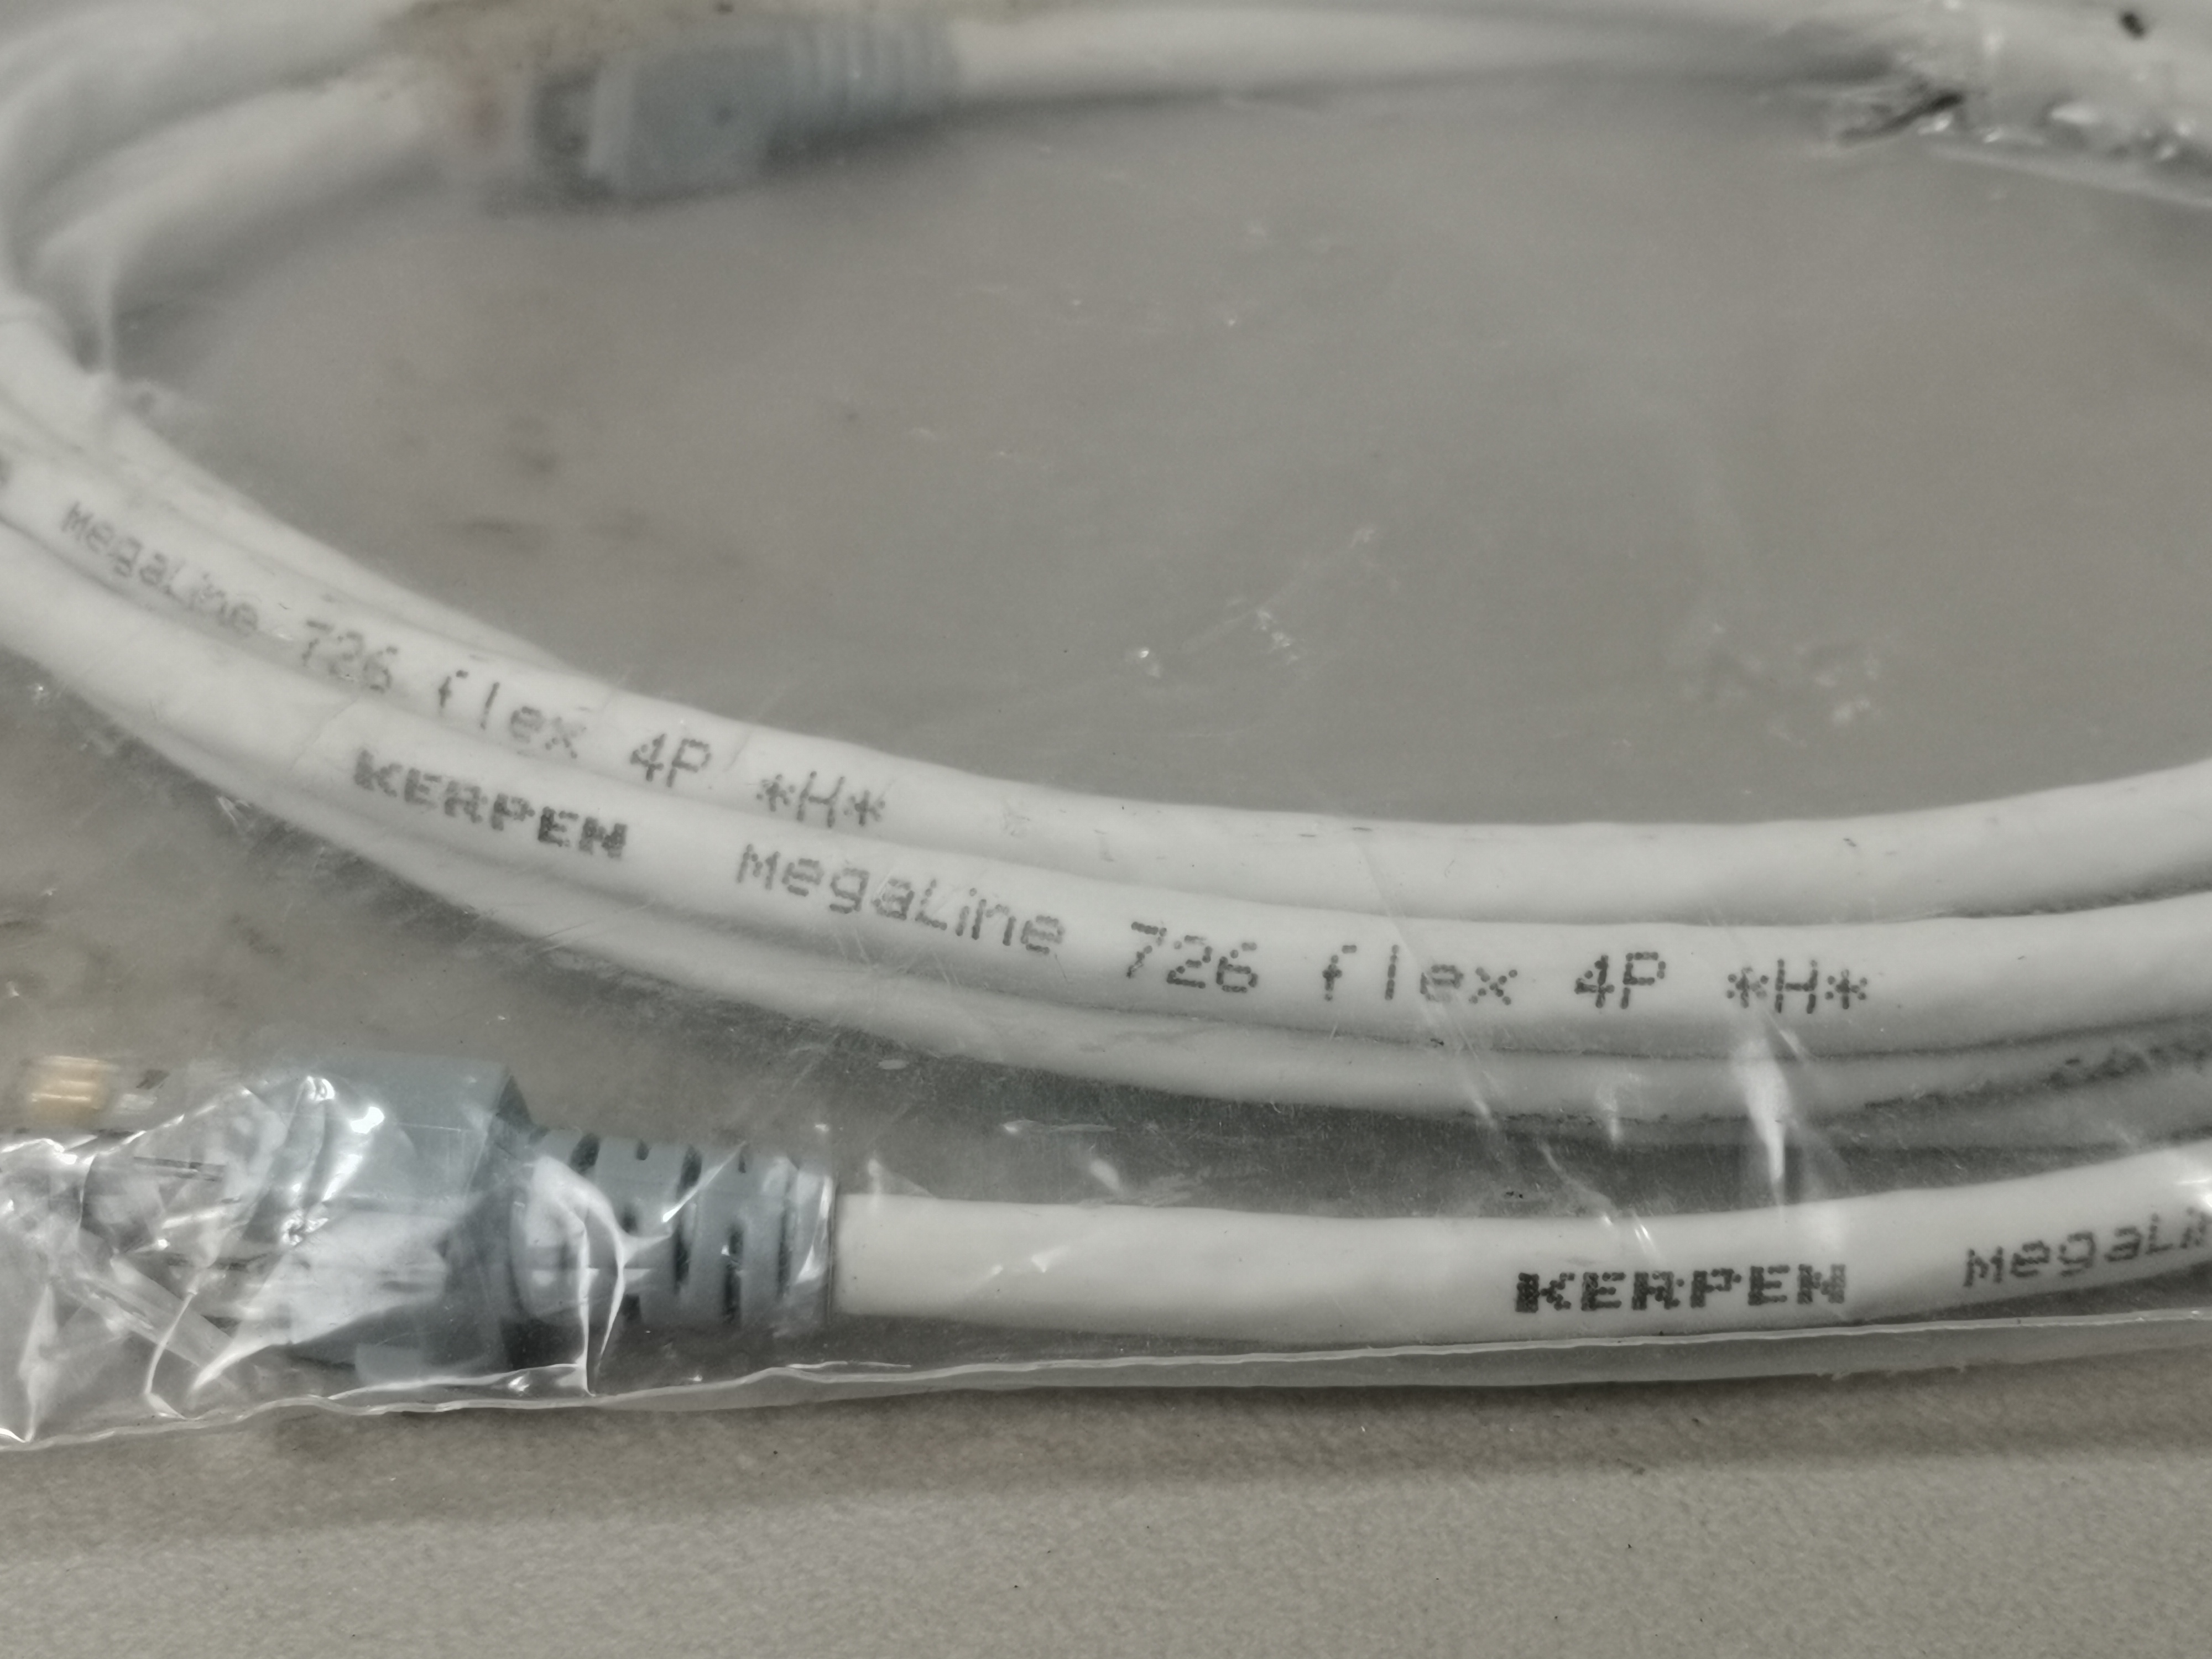 MegaLine 726 flex 4P *H*
KERPEN MegaLine 726 flex 4P *H*
KERPEN MegaLi